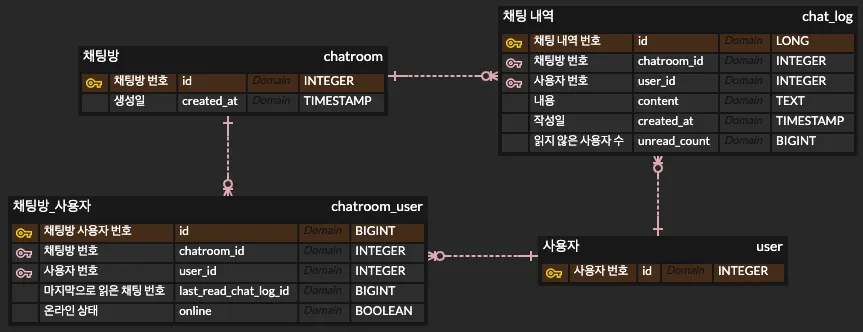 채팅 내역 chat_log
채팅 내역 번호 id Domain LONG
채팅방 번호 chatroom_id Domain INTEGER
사용자 번호 user_id Domain INTEGER
내용 content Domain TEXT
작성일 created_at Domain TIMESTAMP
읽지 않은 사용자 수 unread_count Domain BIGINT
채팅방 chatroom
채팅방 번호 id Domain INTEGER
생성일 created_at Domain TIMESTAMP
채팅방_사용자 chatroom_user
채팅방 사용자 번호 id Domain BIGINT
채팅방 번호 chatroom_id Domain INTEGER
사용자 번호 user_id Domain INTEGER
마지막으로 읽은 채팅 번호 last_read_chat_log_id Domain BIGINT
온라인 상태 online Domain BOOLEAN
사용자 user
사용자 번호 id Domain INTEGER